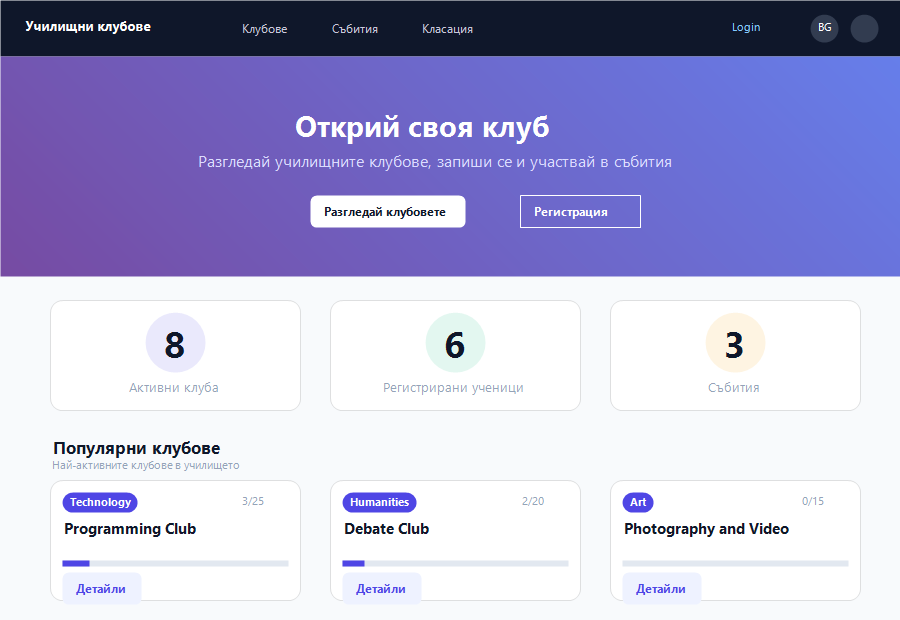 Училищни клубове
Клубове Събития Класация Login BG
Открий своя клуб
Разгледай училищните клубове, запиши се и участвай в събития
Разгледай клубовете Регистрация
8 6 3
Активни клуба Регистрирани ученици Събития
Популярни клубове
Най-активните клубове в училището
Technology 3/25 Humanities 2/20 Art 0/15
Programming Club Debate Club Photography and Video
Детайли Детайли Детайли